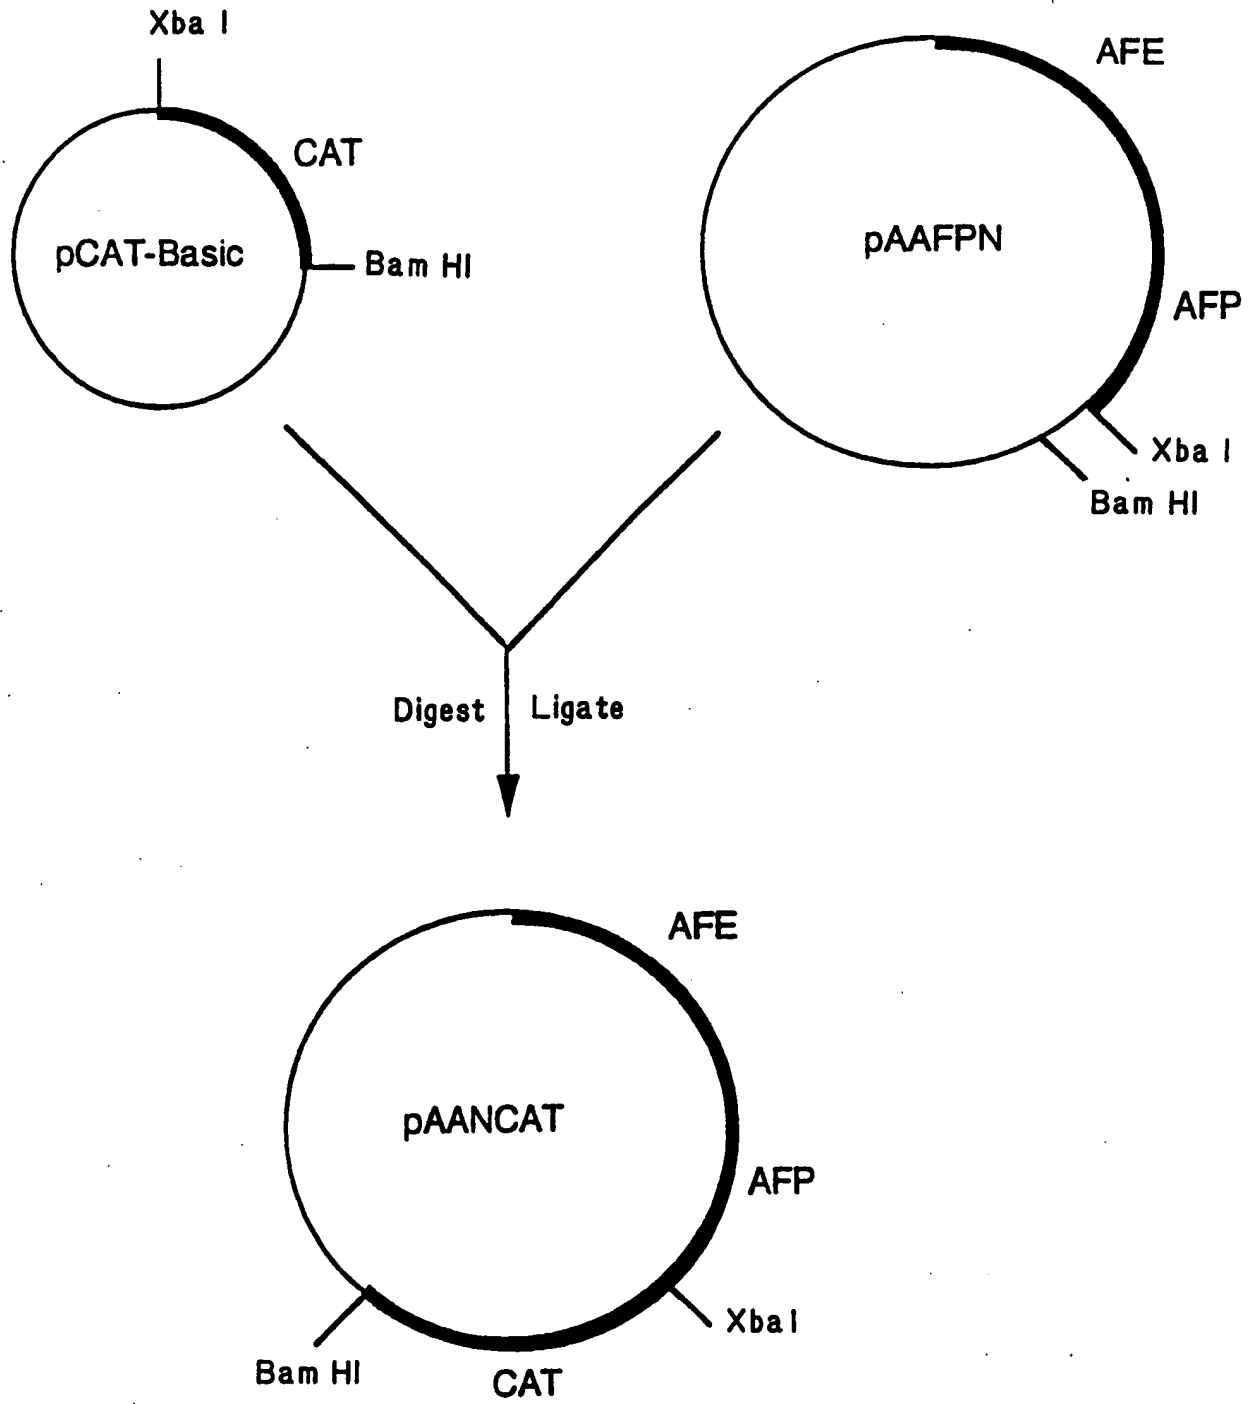 Xba I
CAT
pCAT-Basic
Bam HI
AFE
pAAFPN
AFP
Xba I
Bam HI
Digest
Ligate
AFE
pAANCAT
AFP
Xba I
Bam HI
CAT